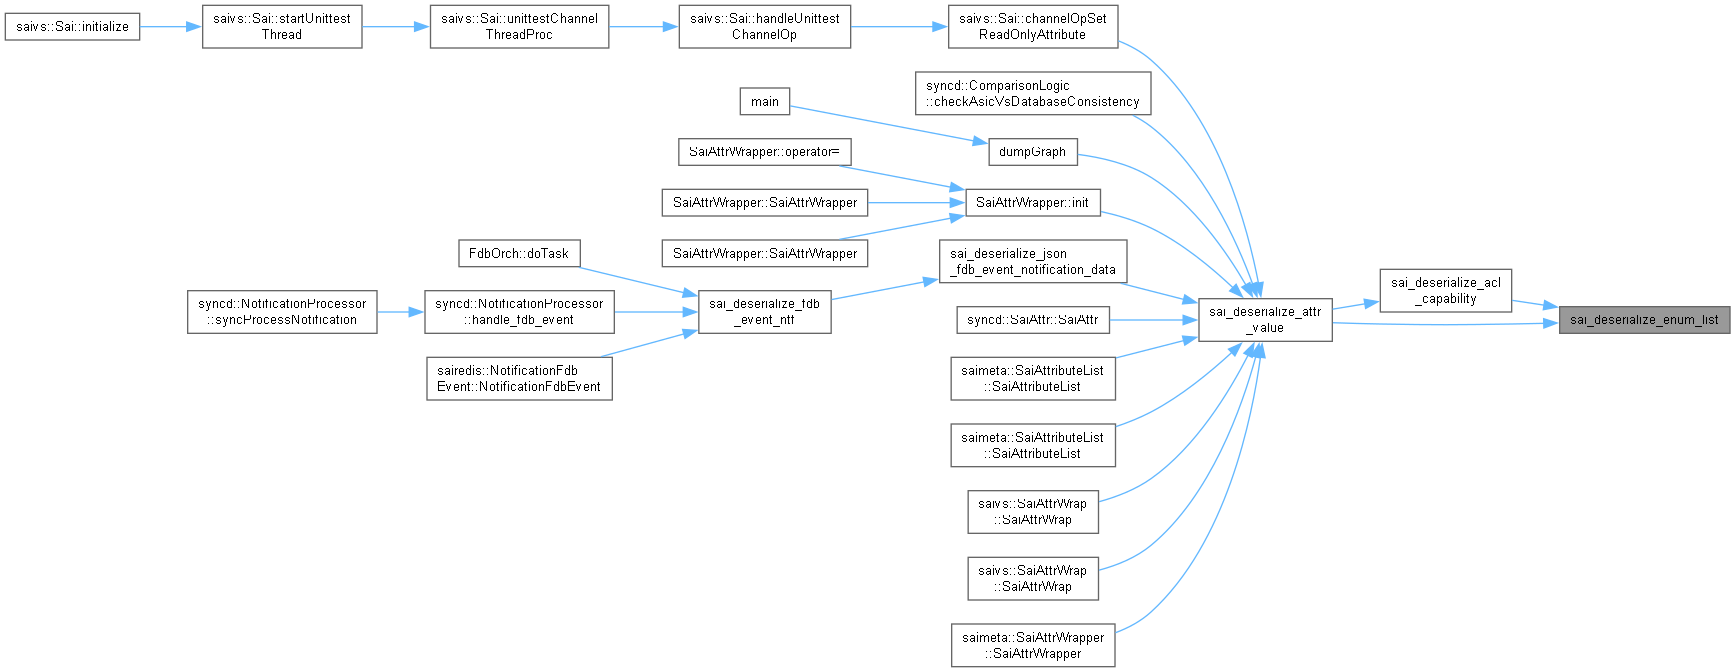 saivs::Sai::initialize
saivs::Sai::startUnittest
Thread
saivs::Sai::unittestChannel
ThreadProc
saivs::Sai::handleUnittest
ChannelOp
saivs::Sai::channelOpSet
ReadOnlyAttribute
syncd::ComparisonLogic
::checkAsicVsDatabaseConsistency
main
dumpGraph
SaiAttrWrapper::operator=
SaiAttrWrapper::SaiAttrWrapper
SaiAttrWrapper::init
SaiAttrWrapper::SaiAttrWrapper
FdbOrch::doTask
sai_deserialize_json
_fdb_event_notification_data
syncd::NotificationProcessor
::syncProcessNotification
syncd::NotificationProcessor
::handle_fdb_event
sai_deserialize_fdb
_event_ntf
sairedis::NotificationFdb
Event::NotificationFdbEvent
syncd::SaiAttr::SaiAttr
sai_deserialize_attr
_value
sai_deserialize_acl
_capability
sai_deserialize_enum_list
saimeta::SaiAttributeList
::SaiAttributeList
saimeta::SaiAttributeList
::SaiAttributeList
saivs::SaiAttrWrap
::SaiAttrWrap
saivs::SaiAttrWrap
::SaiAttrWrap
saimeta::SaiAttrWrapper
::SaiAttrWrapper